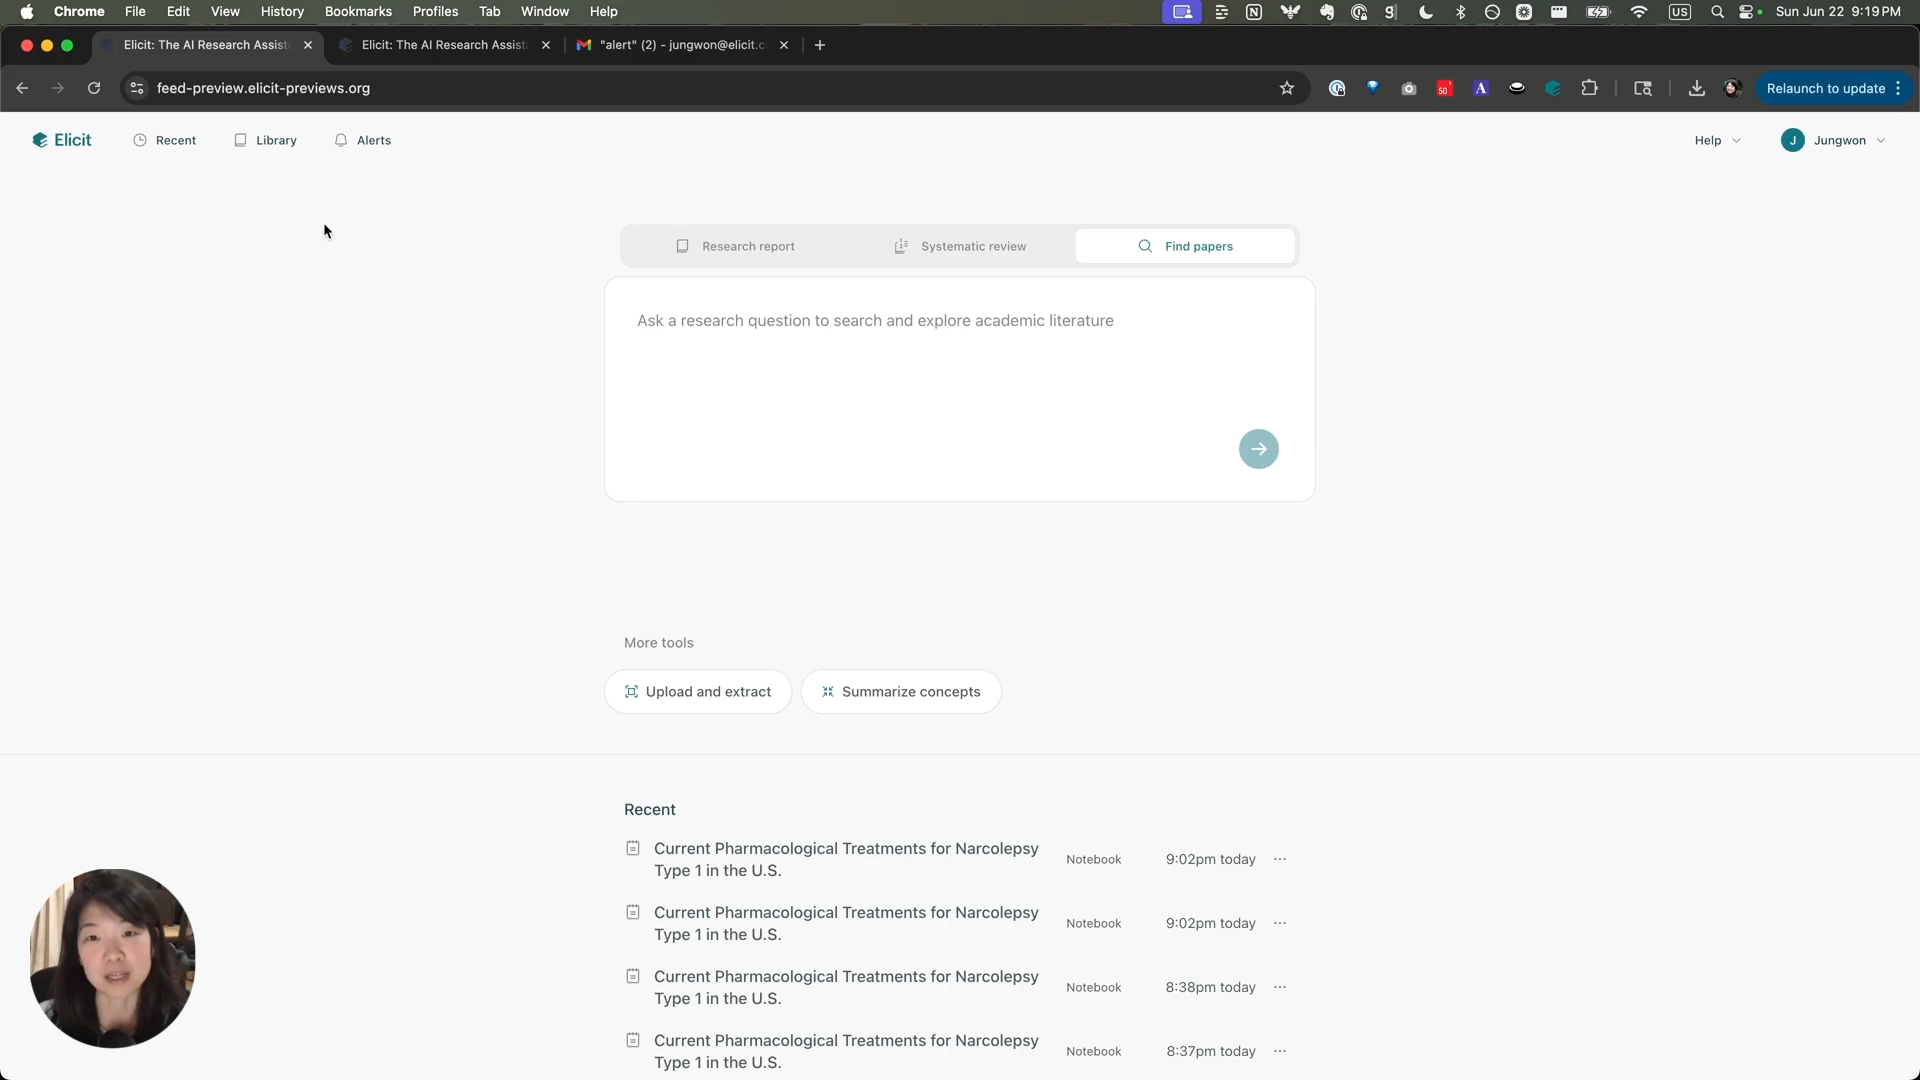 Chrome File Edit View History Bookmarks Profiles Tab Window Help US Sun Jun 22 9:19 PM
Elicit: The AI Research Assist Elicit: The AI Research Assist "alert" (2) - jungwon@elicit.c
feed-preview.elicit-previews.org Relaunch to update
Elicit Recent Library Alerts Help J Jungwon
Research report Systematic review Find papers
Ask a research question to search and explore academic literature
More tools
Upload and extract Summarize concepts
Recent
Current Pharmacological Treatments for Narcolepsy
Type 1 in the U.S. Notebook 9:02pm today
Current Pharmacological Treatments for Narcolepsy
Type 1 in the U.S. Notebook 9:02pm today
Current Pharmacological Treatments for Narcolepsy
Type 1 in the U.S. Notebook 8:38pm today
Current Pharmacological Treatments for Narcolepsy
Type 1 in the U.S. Notebook 8:37pm today